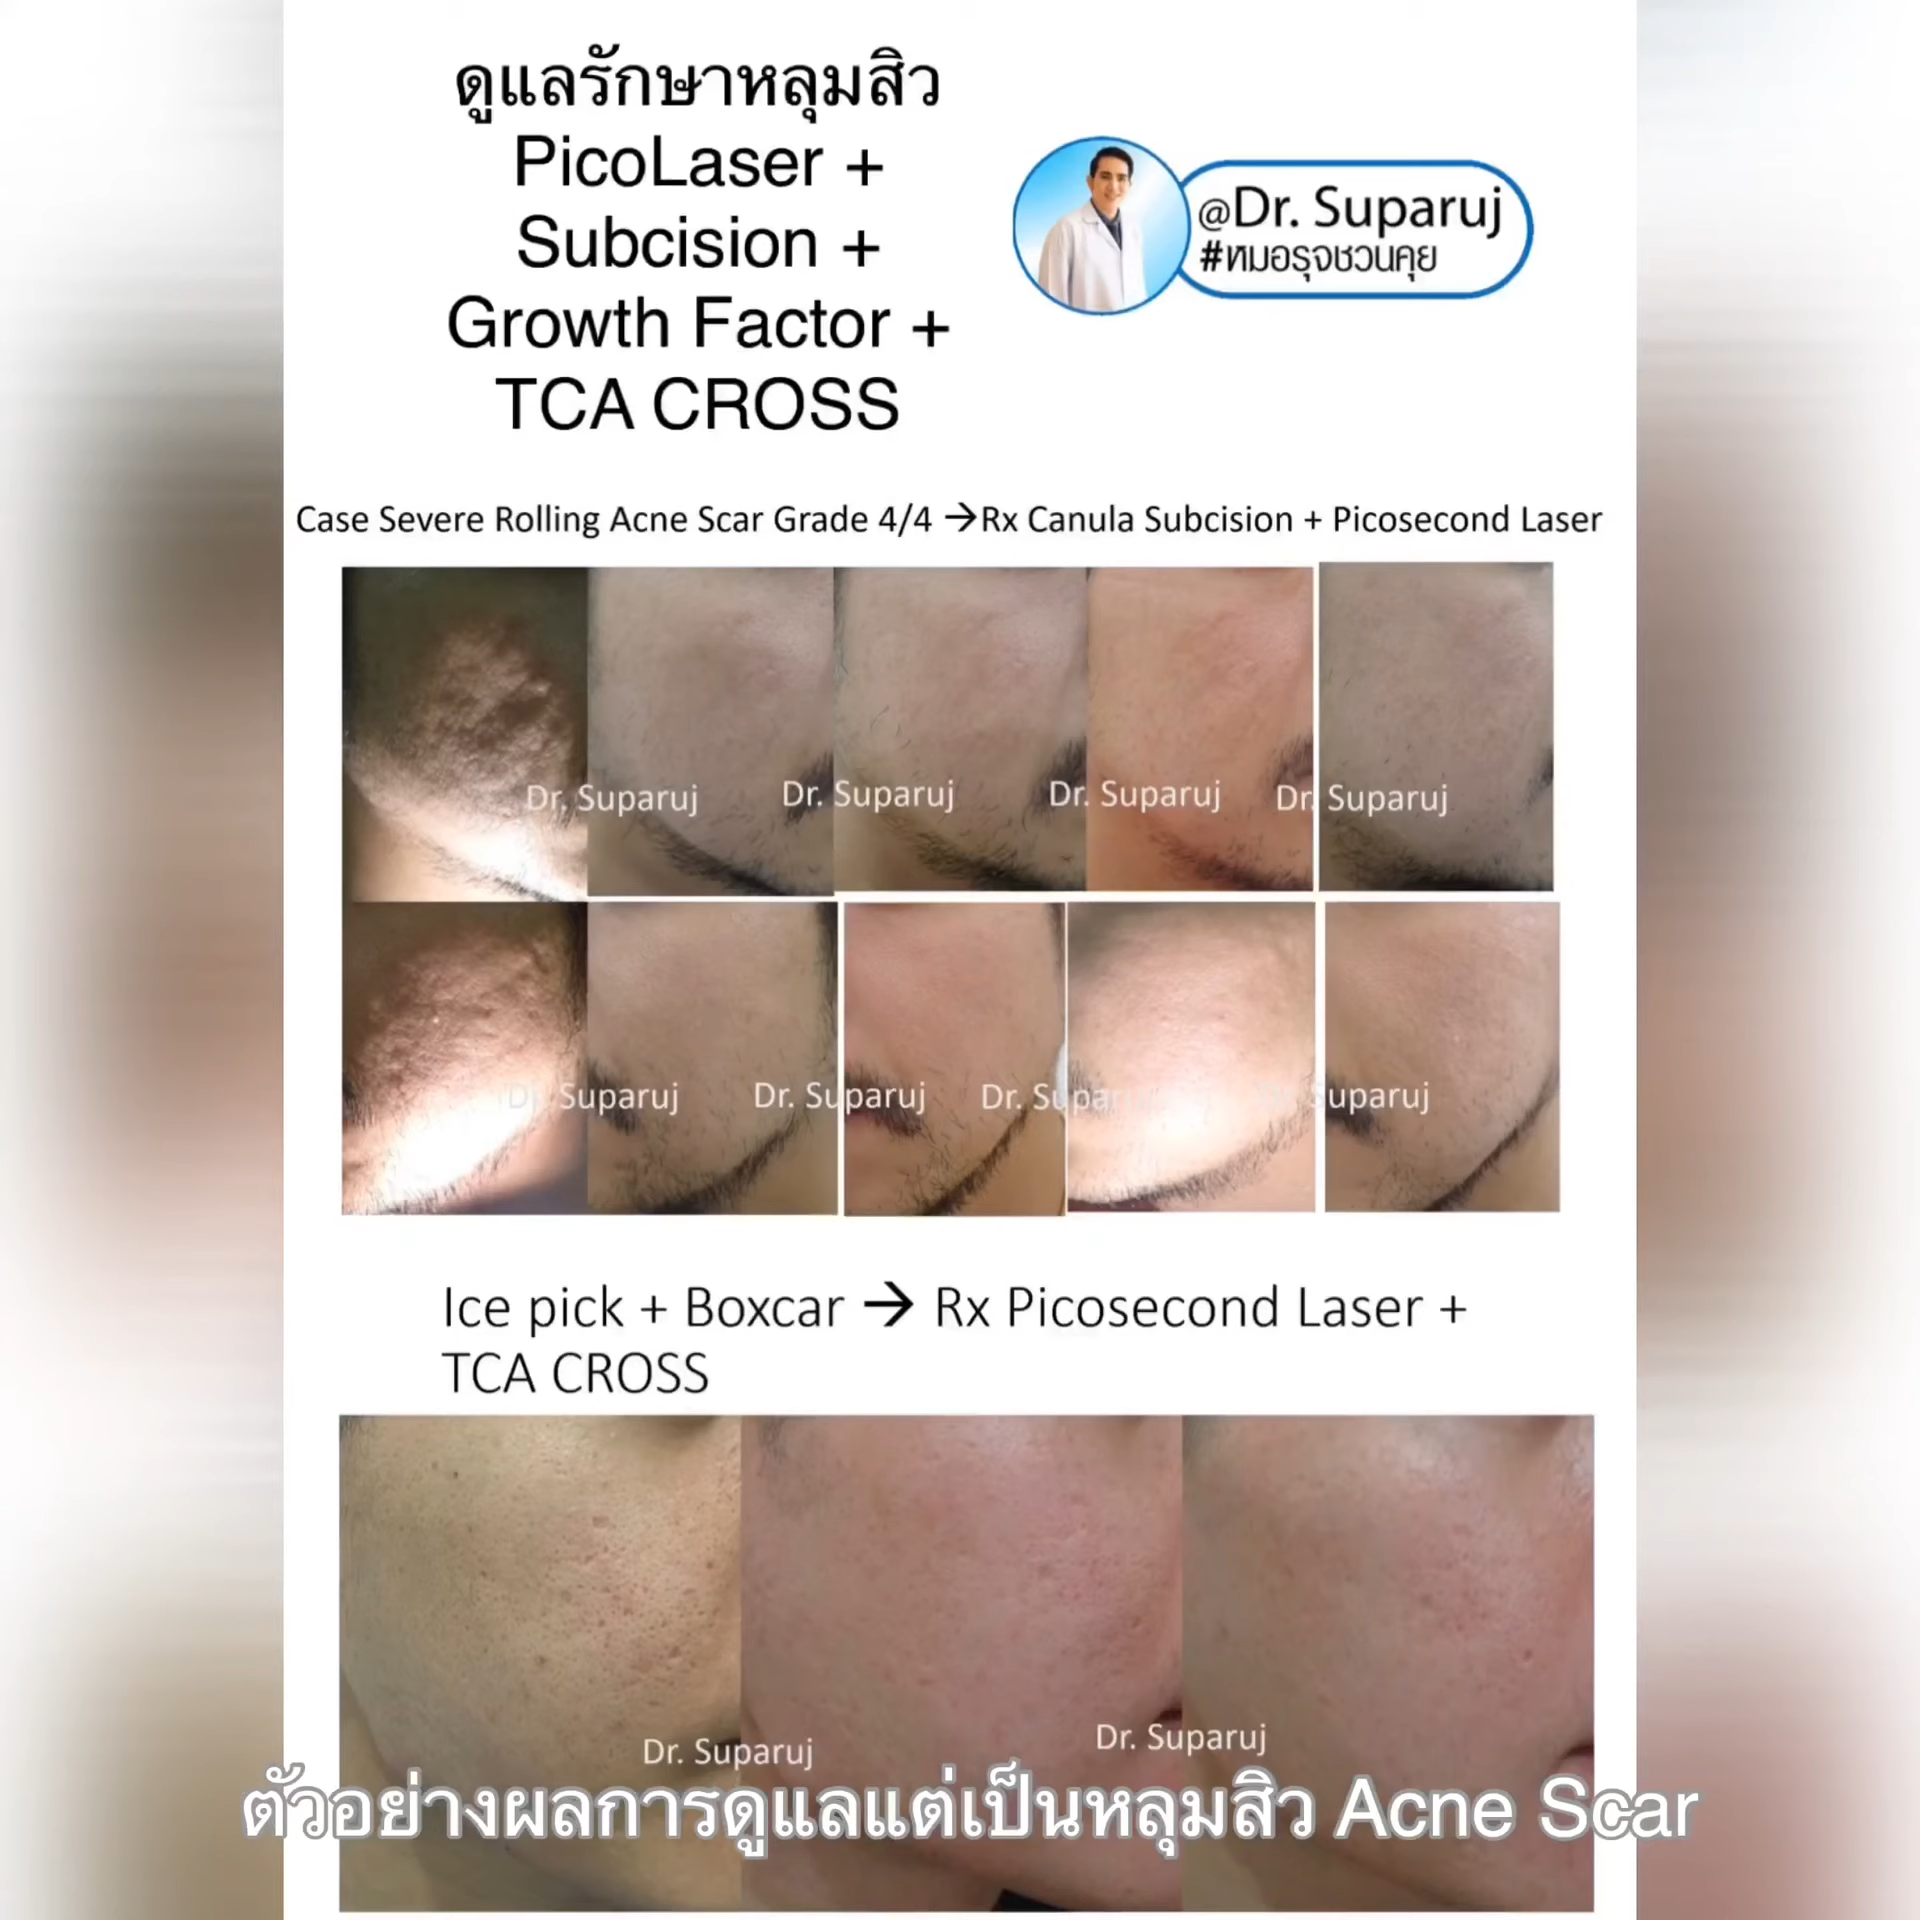 ดูแลรักษาหลุมสิว
PicoLaser +
Subcision +
Growth Factor +
TCA CROSS
@Dr. Suparuj
#หมอรุจชวนคุย
Case Severe Rolling Acne Scar Grade 4/4 →Rx Canula Subcision + Picosecond Laser
Dr. Suparuj Dr. Suparuj Dr. Suparuj Dr. Suparuj
Dr. Suparuj Dr. Suparuj Dr. Suparuj Suparuj
Ice pick + Boxcar → Rx Picosecond Laser +
TCA CROSS
Dr. Suparuj Dr. Suparuj
ตัวอย่างผลการดูแลแต่เป็นหลุมสิว Acne Scar